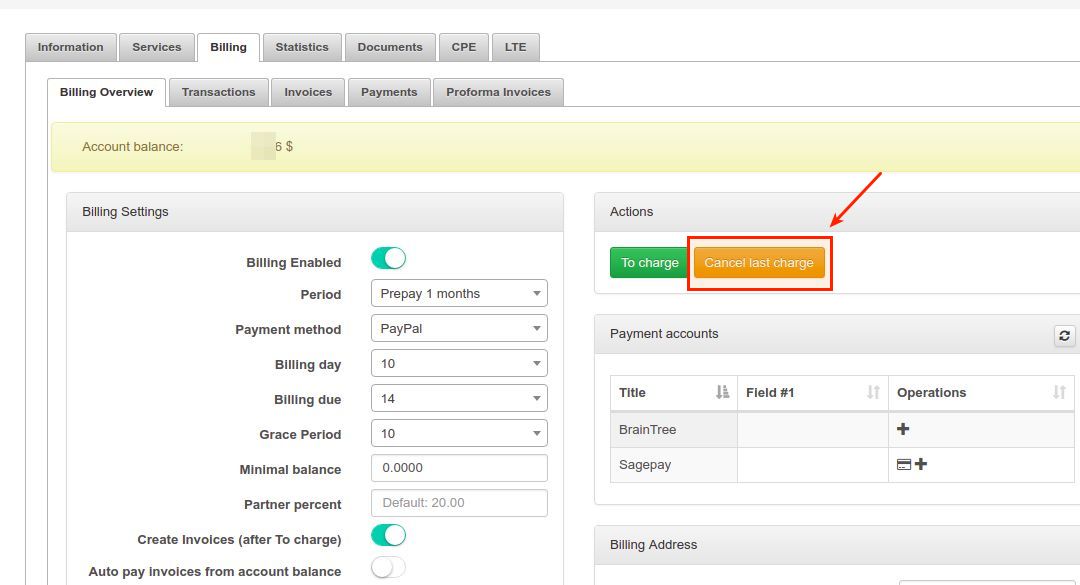 Information Services Billing Statistics Documents CPE LTE
Billing Overview Transactions Invoices Payments Proforma Invoices
Account balance: 6 $
Billing Settings
Billing Enabled
Period Prepay 1 months
Payment method PayPal
Billing day 10
Billing due 14
Grace Period 10
Minimal balance 0.0000
Partner percent Default: 20.00
Create Invoices (after To charge)
Auto pay invoices from account balance
Actions
To charge Cancel last charge
Payment accounts
Title Field #1 Operations
BrainTree
Sagepay
Billing Address